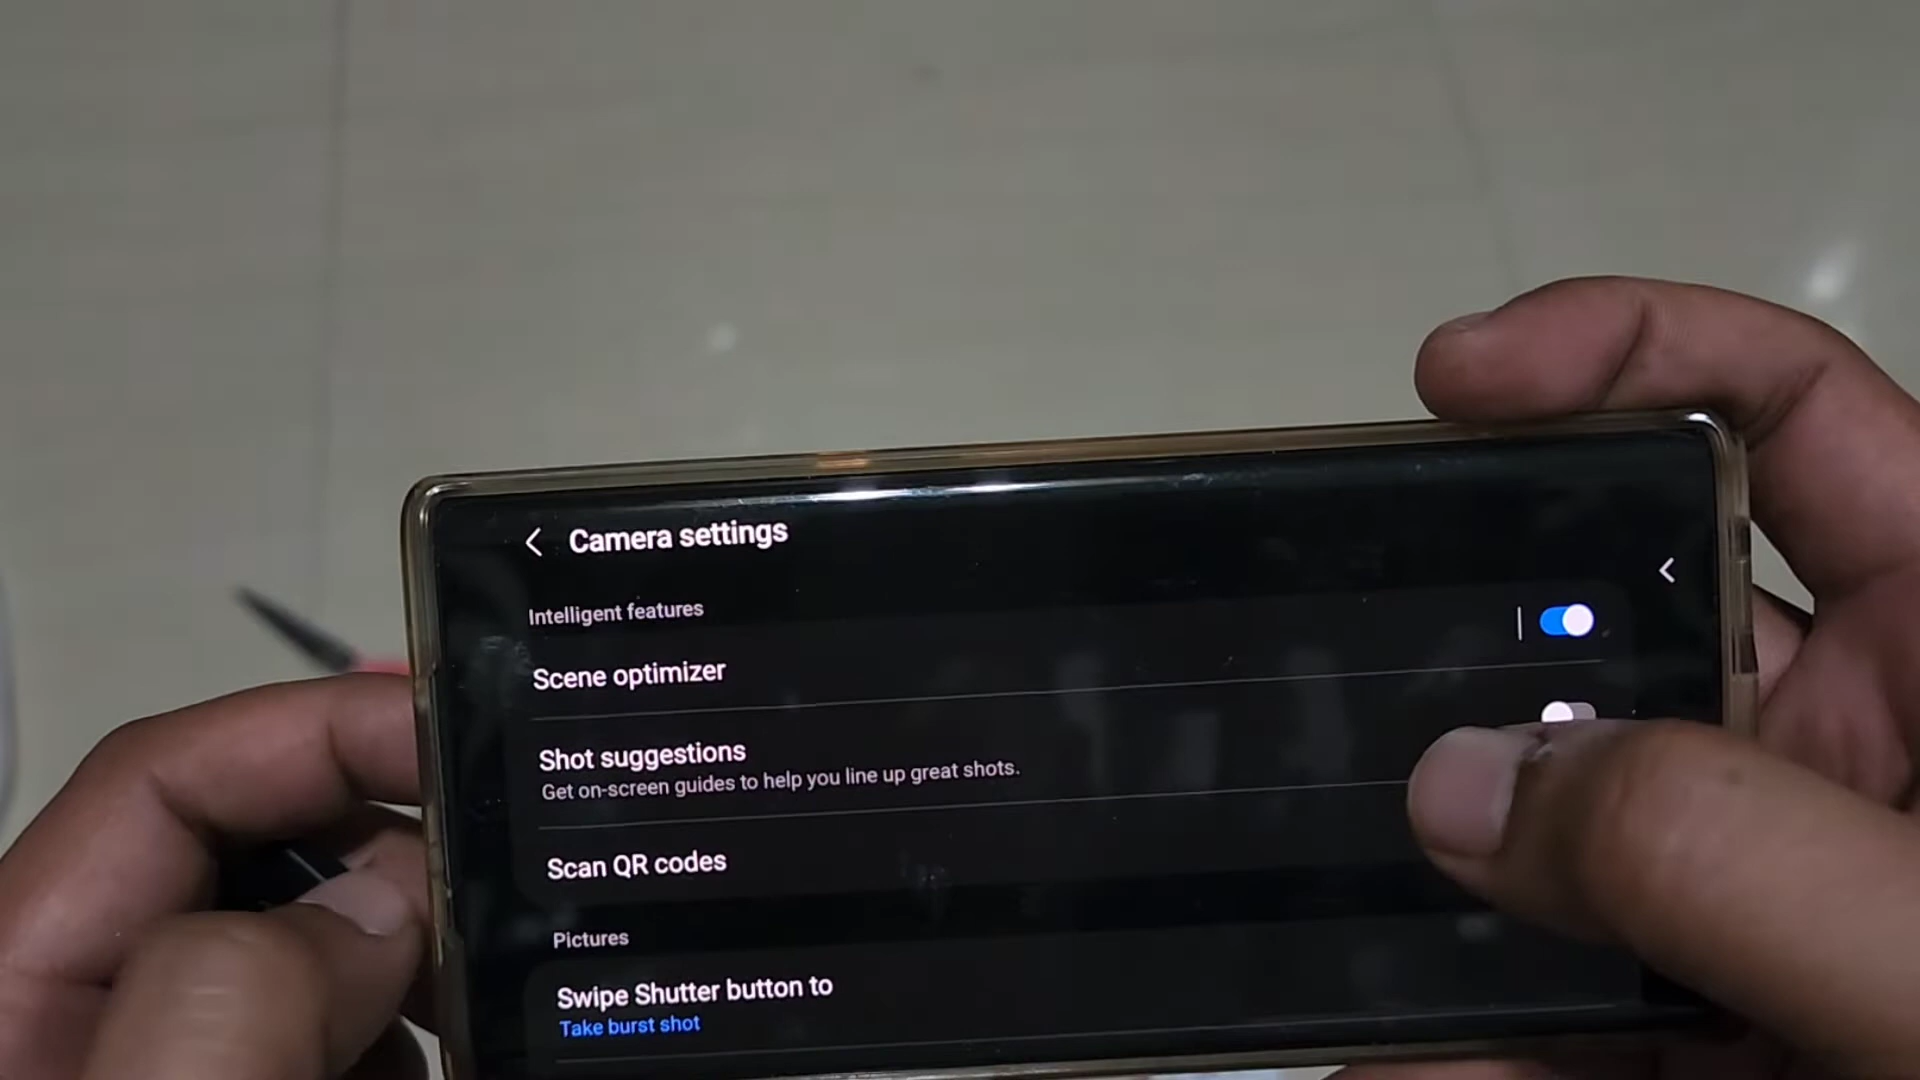 Camera settings
Intelligent features
Scene optimizer
Shot suggestions
Get on-screen guides to help you line up great shots.
Scan QR codes
Pictures
Swipe Shutter button to
Take burst shot